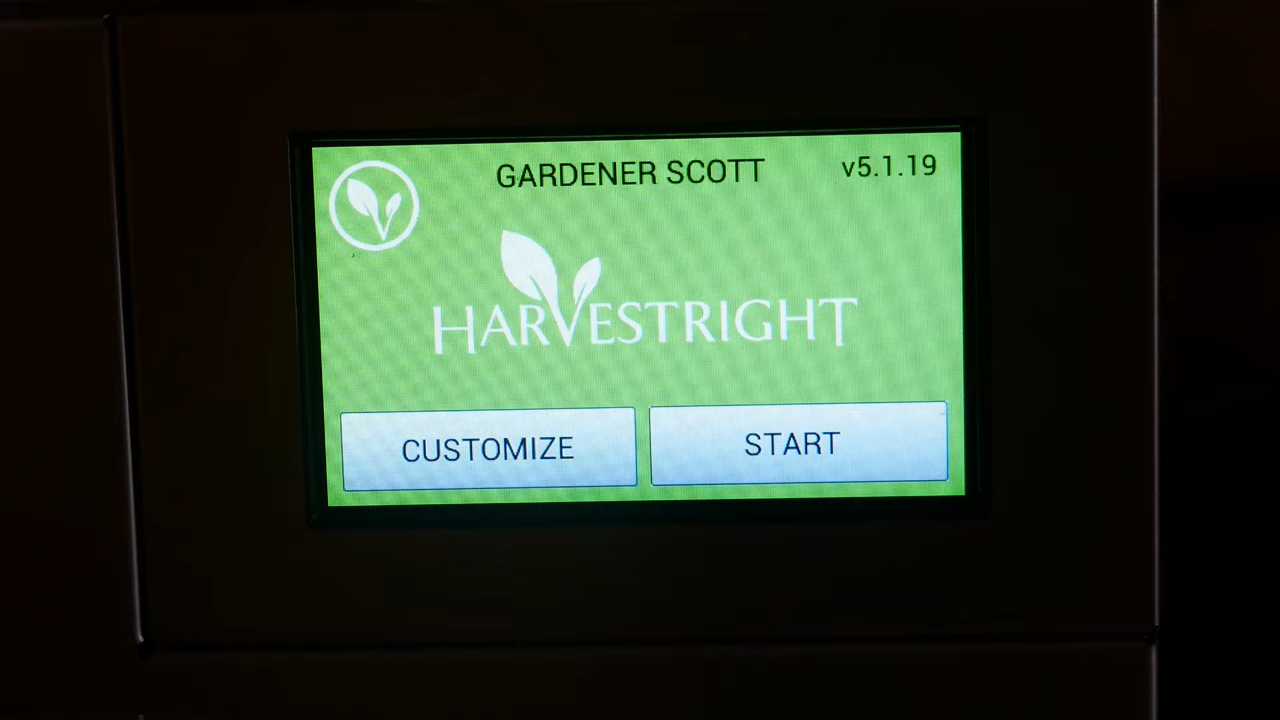 GARDENER SCOTT
v5.1.19
HARVESTRIGHT
CUSTOMIZE
START